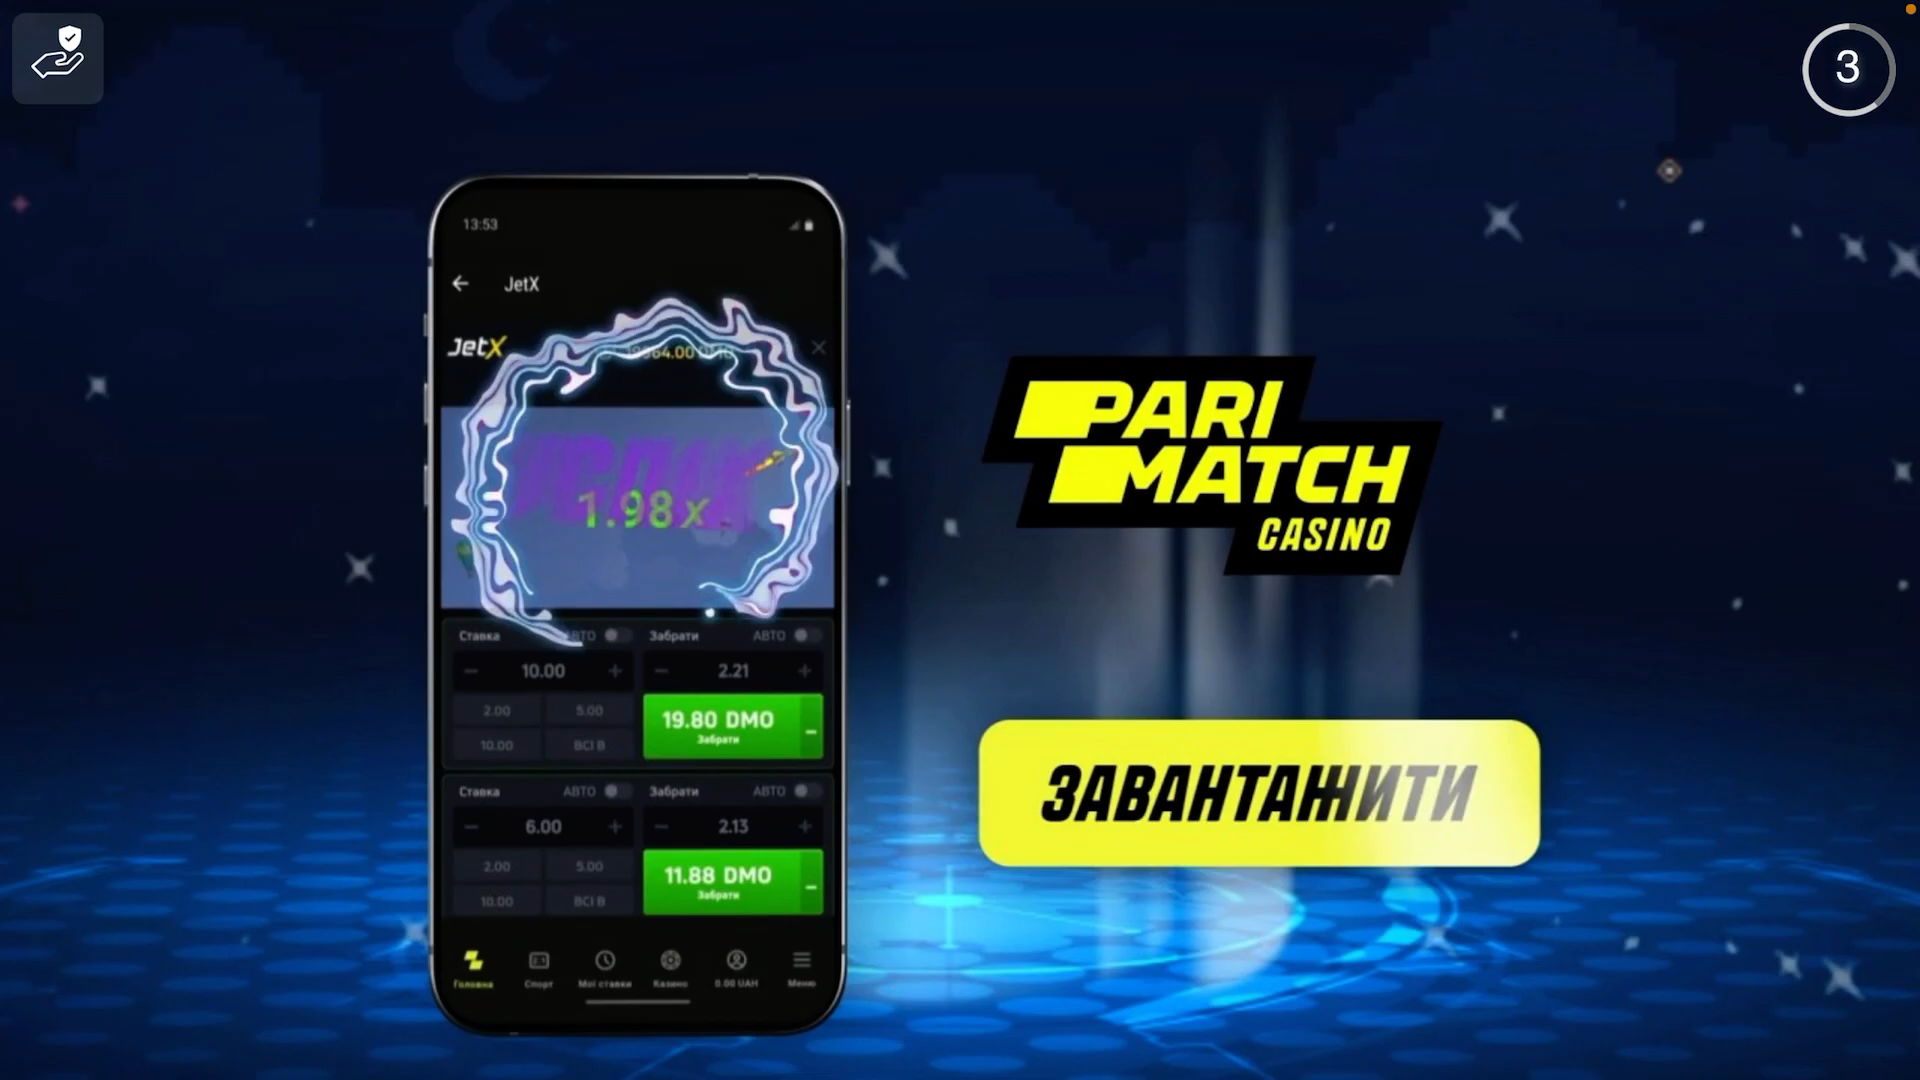 3
13:53
JetX
JetX
1.98x
Ставка АВТО Забрати АВТО
10.00 2.21
2.00 5.00
19.80 DMO
Забрати
10.00 ВСІ В
Ставка АВТО Забрати АВТО
6.00 2.13
2.00 5.00
11.88 DMO
Забрати
10.00 ВСІ В
Головна Спорт Мої ставки Казино 0.00 UAH Меню
PARI
MATCH
CASINO
ЗАВАНТАЖИТИ